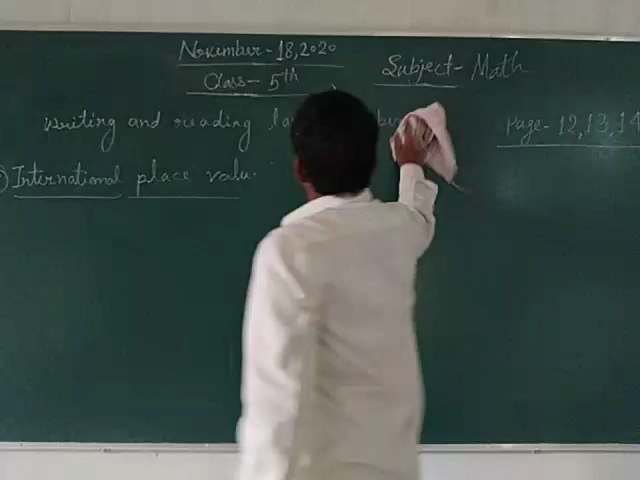 November - 18, 2020
Class - 5th
Subject - Math
Writing and reading
Page - 12, 13, 14
International place valu.